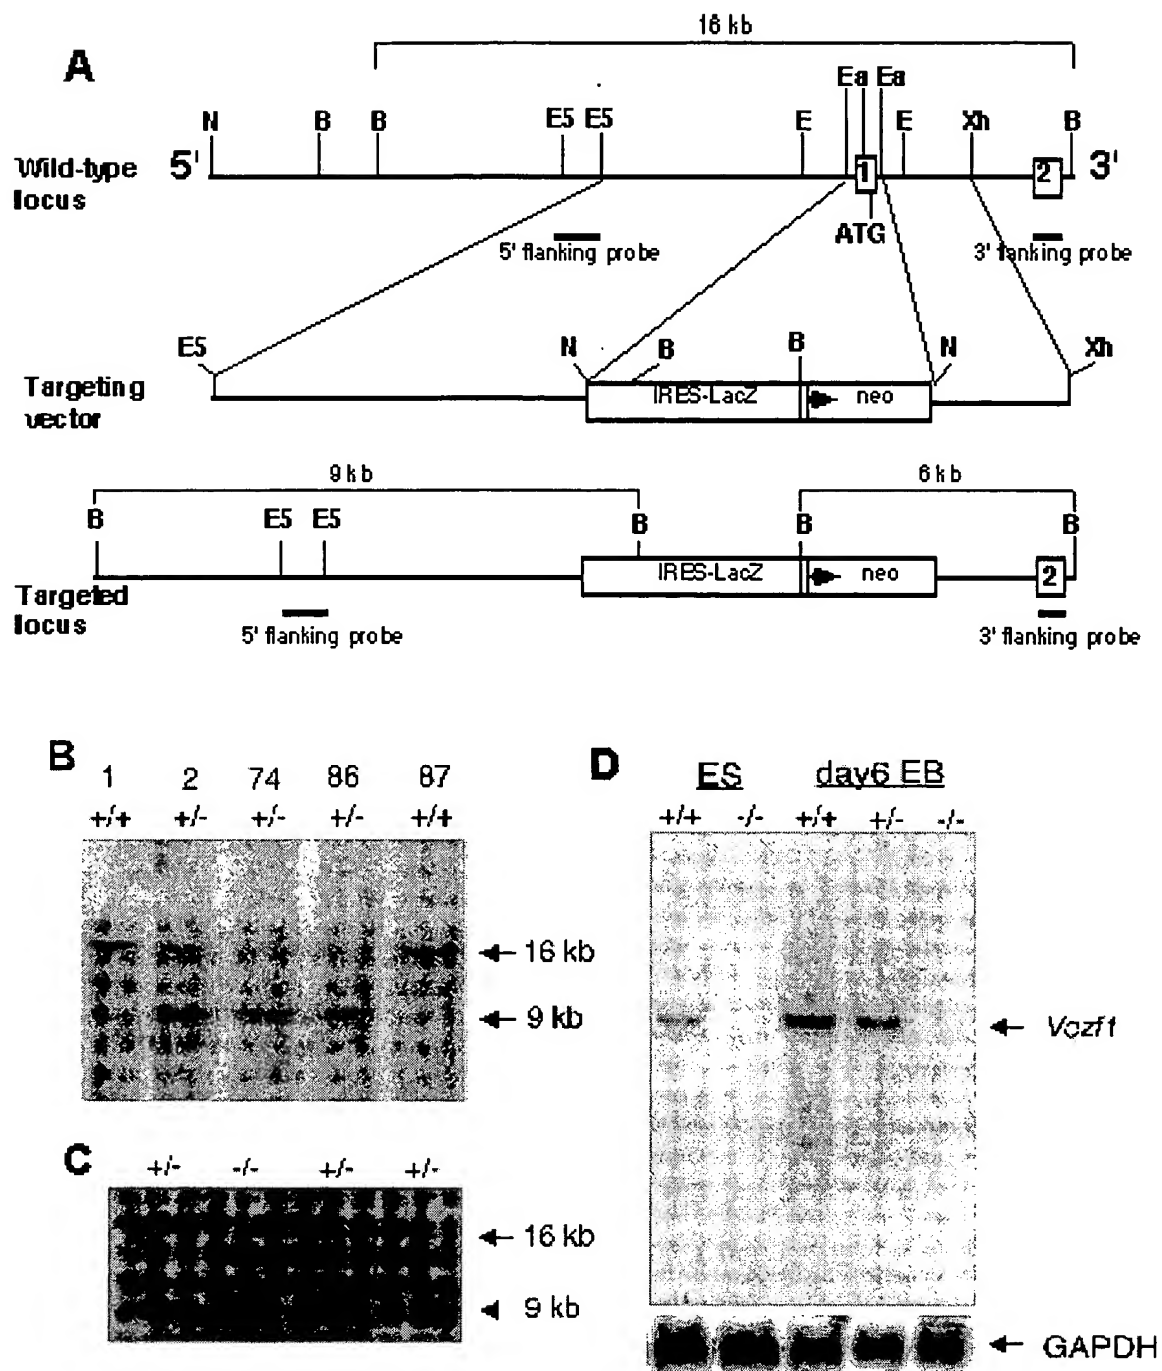 A
16 kb
Ea Ea
N B B E5 E5 E E Xh B
Wild-type locus 5' 1 2 3'
ATG
5' flanking probe 3' flanking probe
E5 N B B N Xh
Targeting vector IRES-LacZ neo
9 kb 6 kb
B E5 E5 B B B
Targeted locus IRES-LacZ neo 2
5' flanking probe 3' flanking probe
B
1 2 74 86 87
+/+ +/- +/- +/- +/+
16 kb
9 kb
C
+/- -/- +/- +/-
16 kb
9 kb
D
ES day6 EB
+/+ -/- +/+ +/- -/-
Vezf1
GAPDH